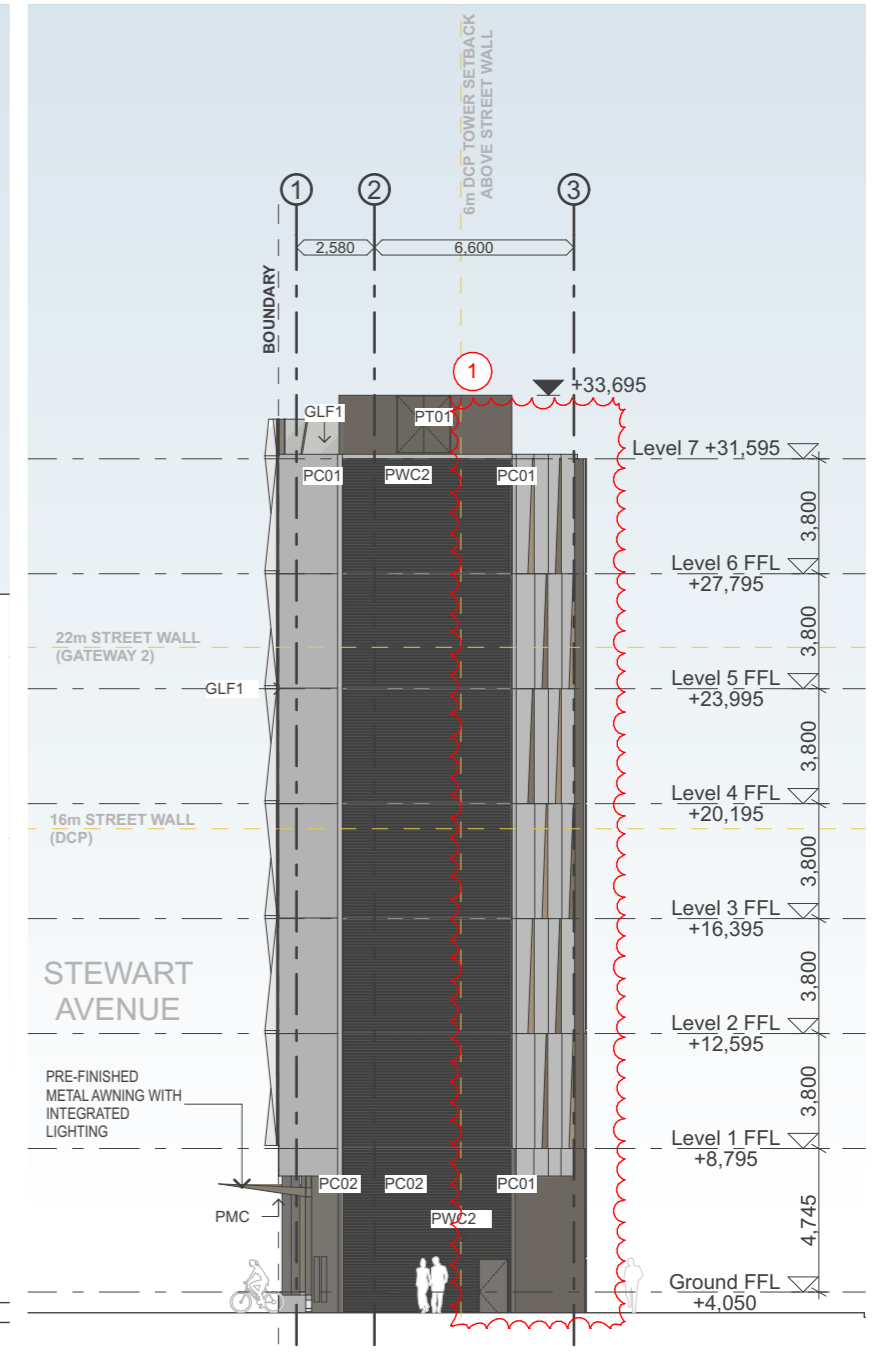 6m DCP TOWER SETBACK
ABOVE STREET WALL
1
2
3
2,580
6,600
BOUNDARY
1
+33,695
GLF1
PT01
Level 7 +31,595
PC01
PWC2
PC01
3,800
Level 6 FFL
+27,795
22m STREET WALL
(GATEWAY 2)
3,800
GLF1
Level 5 FFL
+23,995
3,800
Level 4 FFL
+20,195
16m STREET WALL
(DCP)
3,800
Level 3 FFL
+16,395
STEWART
AVENUE
3,800
Level 2 FFL
+12,595
PRE-FINISHED
METAL AWNING WITH
INTEGRATED
LIGHTING
3,800
Level 1 FFL
+8,795
PC02
PC02
PC01
PMC
PWC2
4,745
Ground FFL
+4,050